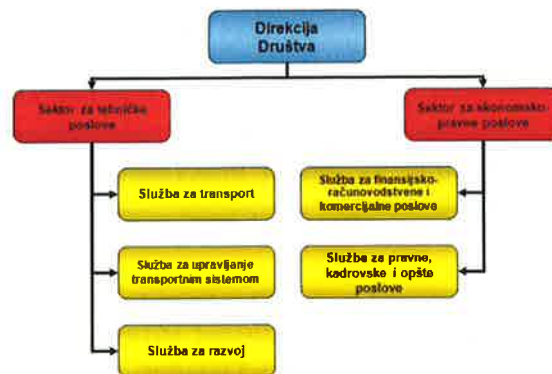 Direkcija
Društva
Sektor za tehničke
poslove
Sektor za ekonomsko-
pravne poslove
Služba za transport
Služba za upravljanje
transportnim sistemom
Služba za razvoj
Služba za finansijsko-
računovodstvene i
komercijalne poslove
Služba za pravne,
kadrovske i opšte
poslove